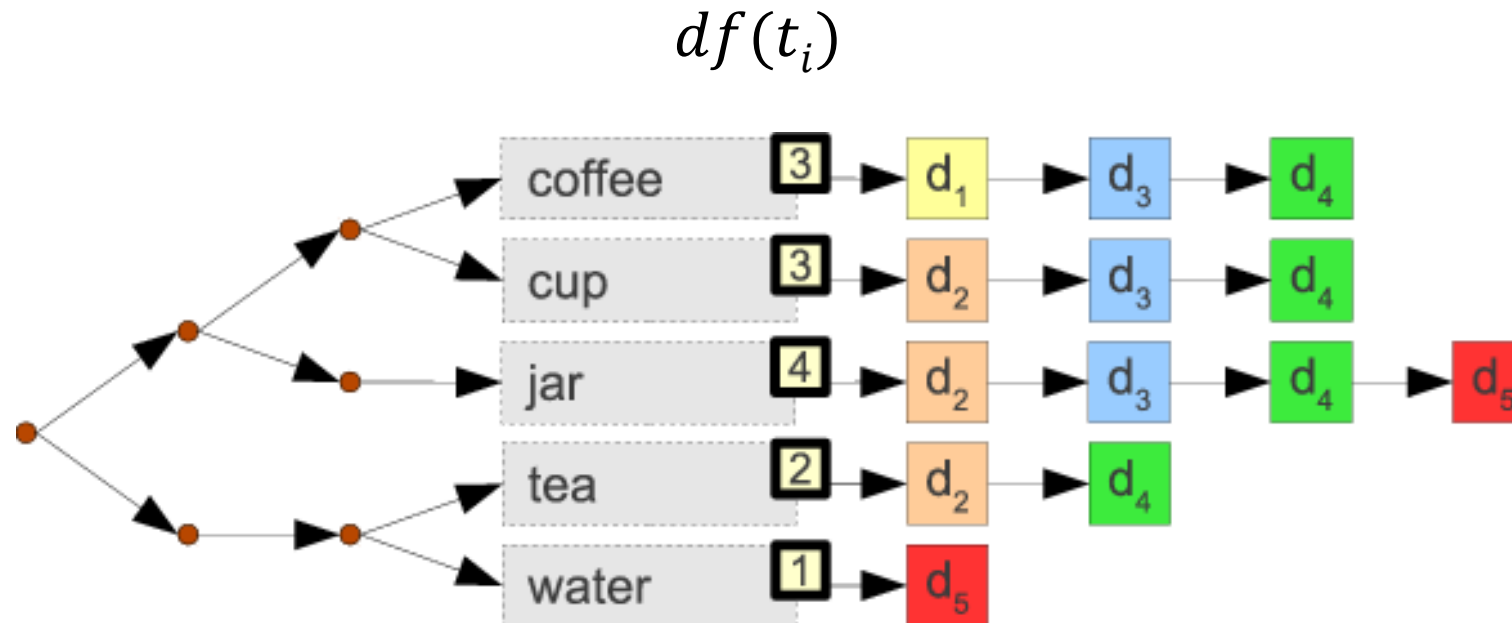 df(tᵢ)
coffee 3 d₁ d₃ d₄
cup 3 d₂ d₃ d₄
jar 4 d₂ d₃ d₄ d₅
tea 2 d₂ d₄
water 1 d₅